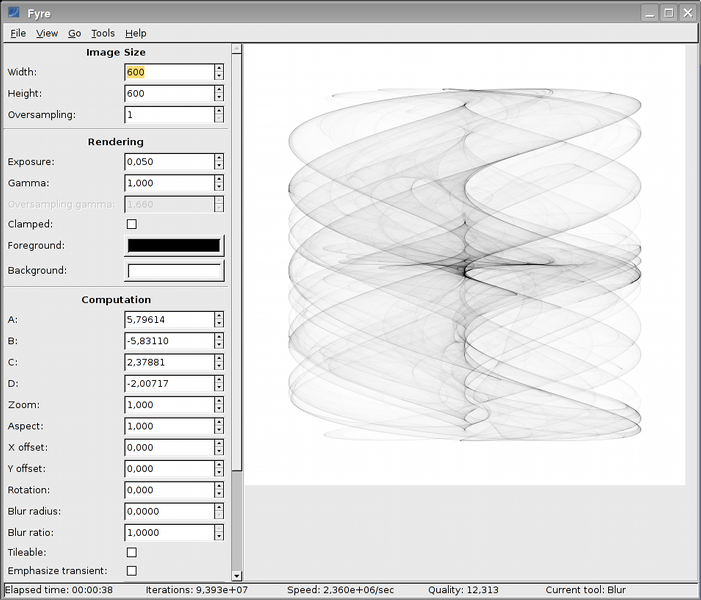 Fyre
File View Go Tools Help
Image Size
Width: 600
Height: 600
Oversampling: 1
Rendering
Exposure: 0,050
Gamma: 1,000
Oversampling gamma: 1,660
Clamped:
Foreground:
Background:
Computation
A: 5,79614
B: -5,83110
C: 2,37881
D: -2,00717
Zoom: 1,000
Aspect: 1,000
X offset: 0,000
Y offset: 0,000
Rotation: 0,000
Blur radius: 0,0000
Blur ratio: 1,0000
Tileable:
Emphasize transient:
Elapsed time: 00:00:38 Iterations: 9,393e+07 Speed: 2,360e+06/sec Quality: 12,313 Current tool: Blur